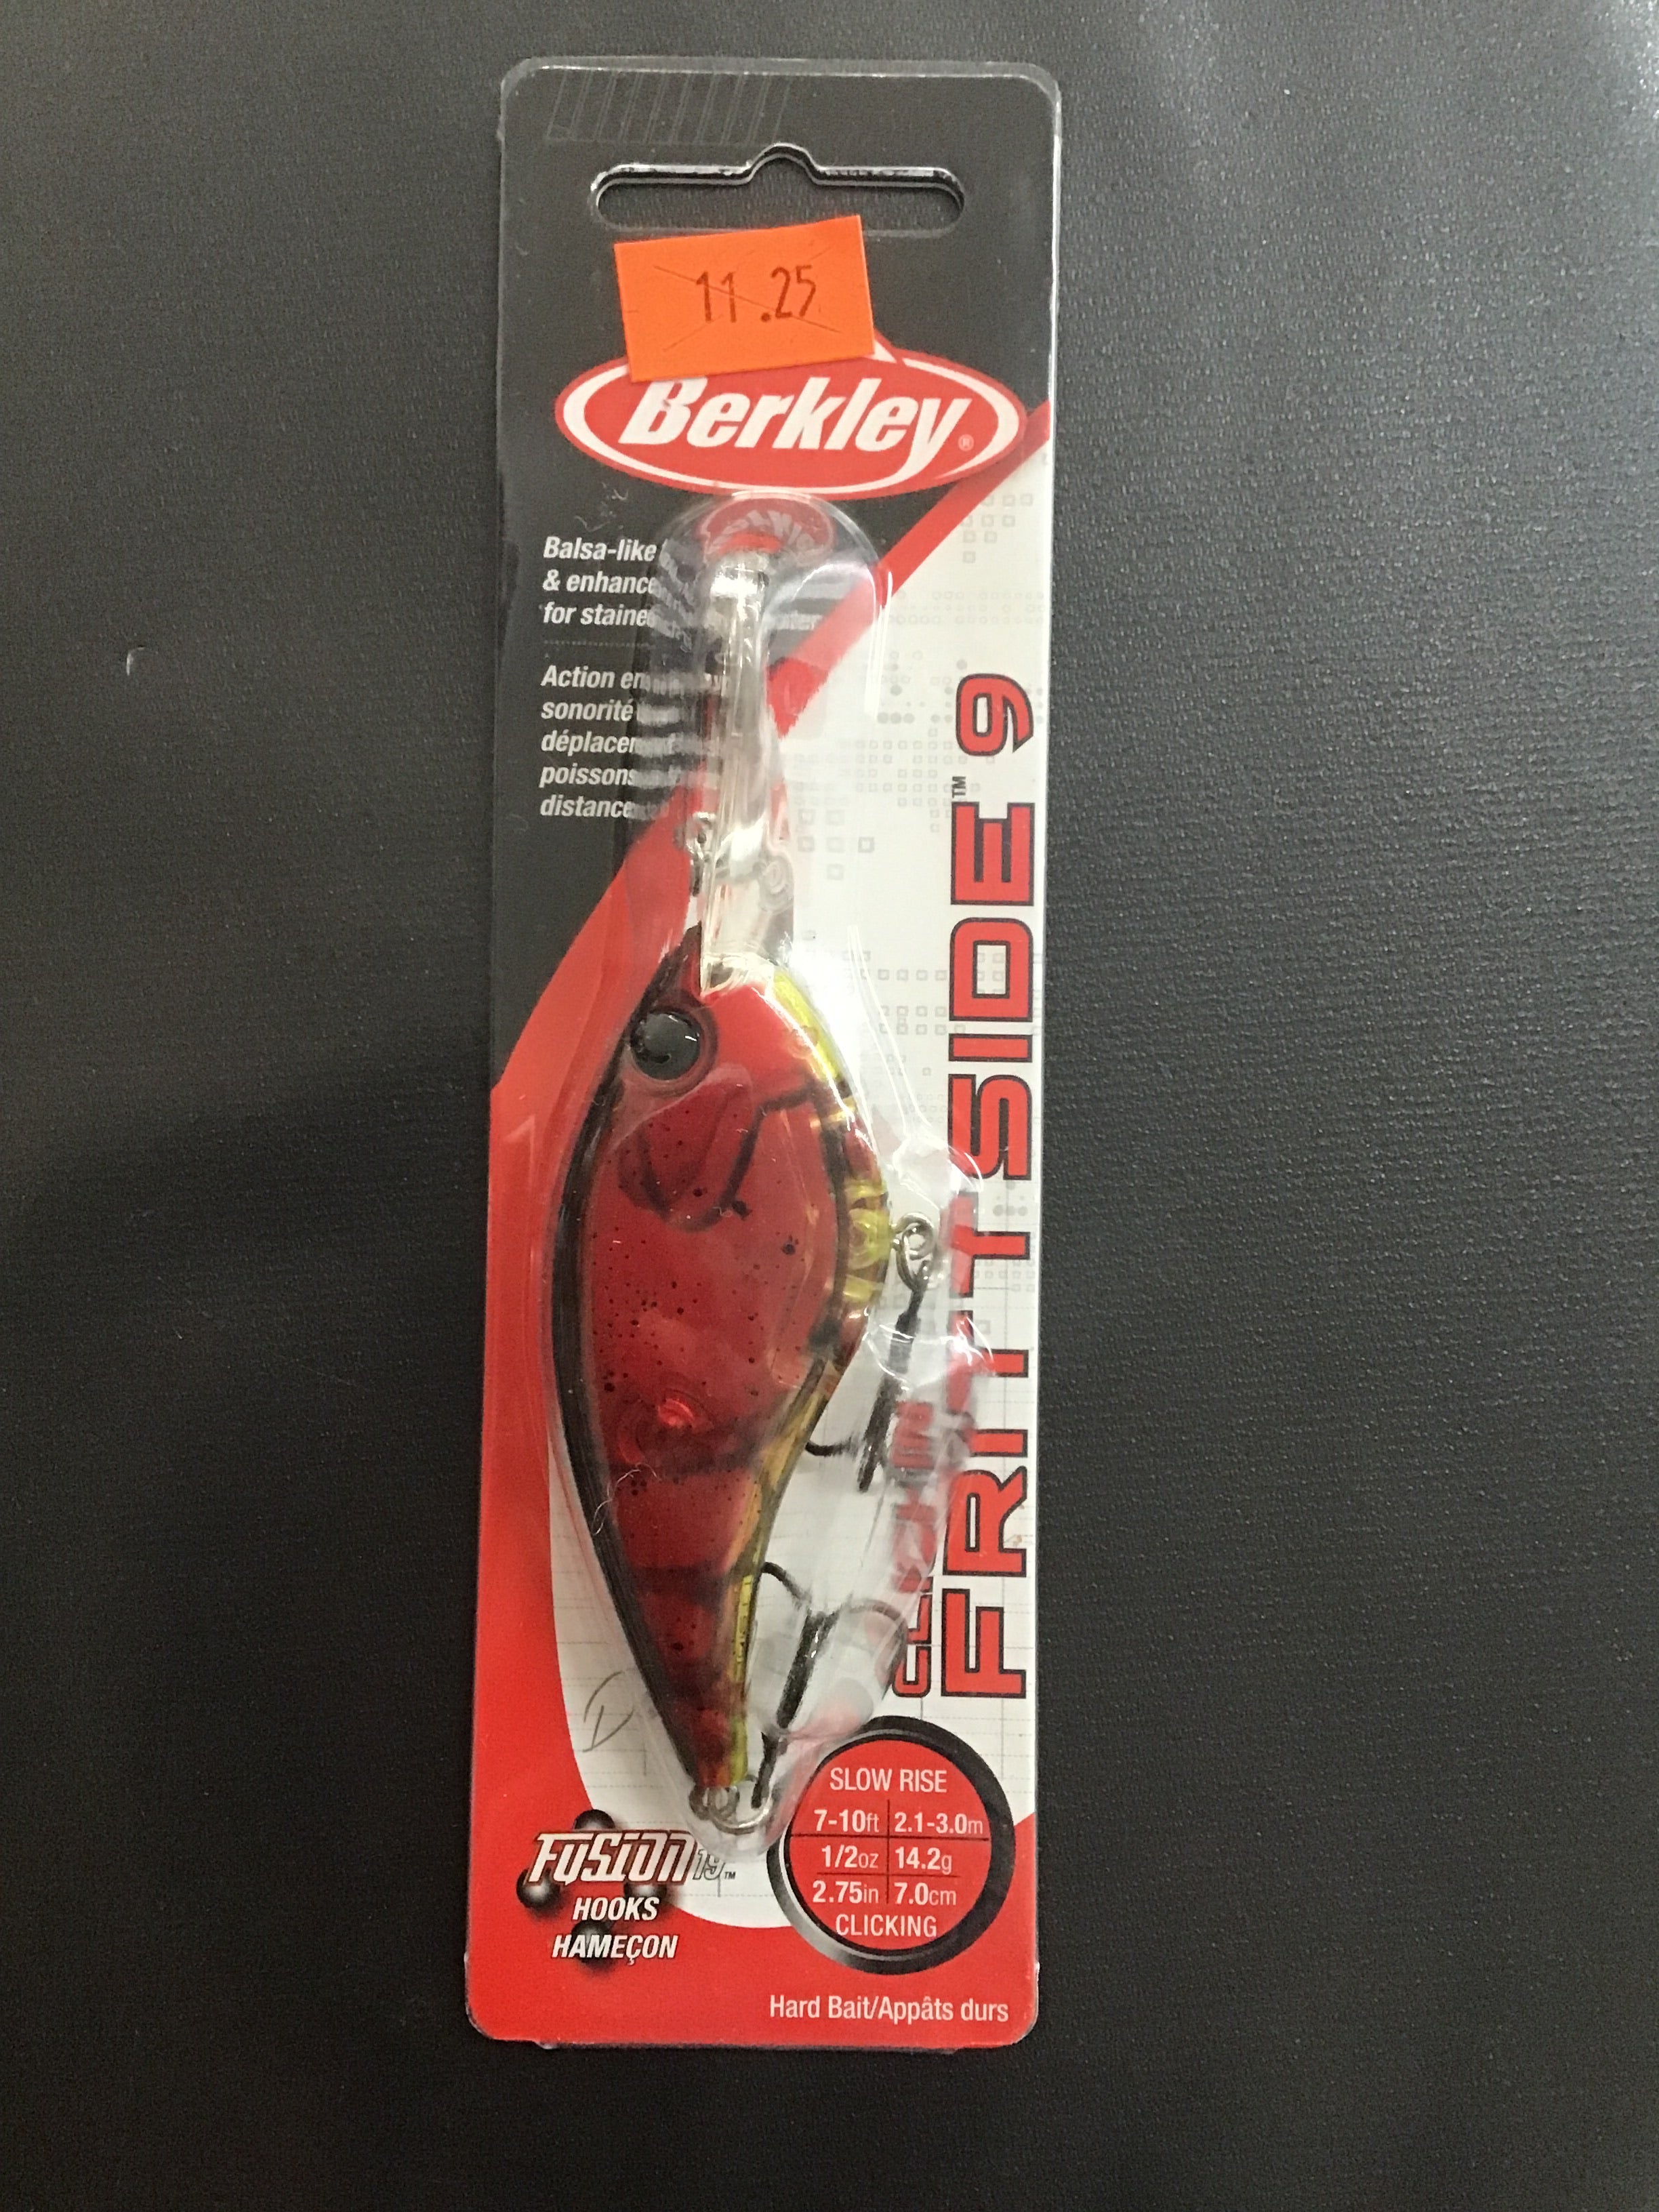 11.25
Berkley®
Balsa-like
& enhance
for staine
Action en
sonorité
déplacem
poissons
distance
FRITTSIDE™ 9
Fusion19™
HOOKS
HAMEÇON
SLOW RISE
7-10ft 2.1-3.0m
1/2oz 14.2g
2.75in 7.0cm
CLICKING
Hard Bait/Appâts durs